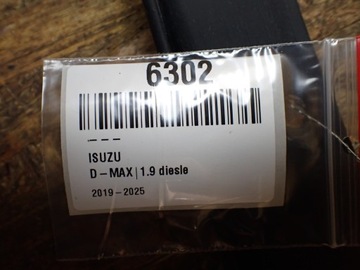 6302
– – –
ISUZU
D – MAX | 1.9 diesle
2019 – 2025